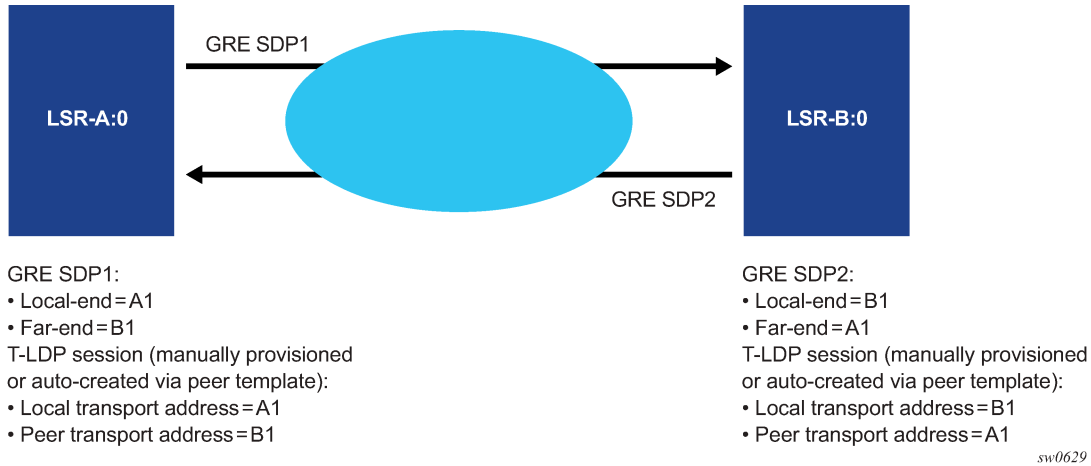 GRE SDP1
LSR-A:0
LSR-B:0
GRE SDP2
GRE SDP1:
• Local-end=A1
• Far-end=B1
T-LDP session (manually provisioned
or auto-created via peer template):
• Local transport address=A1
• Peer transport address=B1
GRE SDP2:
• Local-end=B1
• Far-end=A1
T-LDP session (manually provisioned
or auto-created via peer template):
• Local transport address=B1
• Peer transport address=A1
sw0629